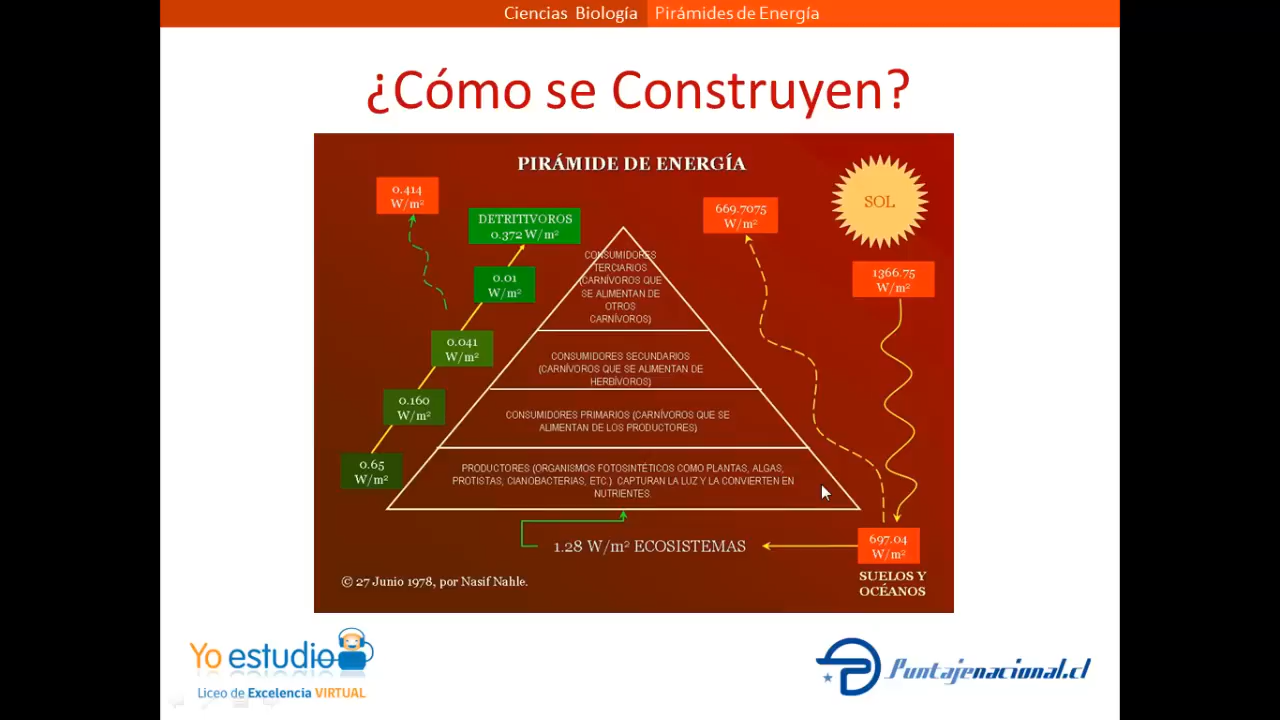 Ciencias Biología Pirámides de Energía
¿Cómo se Construyen?
PIRÁMIDE DE ENERGÍA
SOL
0.414
W/m²
DETRITIVOROS
0.372 W/m²
669.7075
W/m²
1366.75
W/m²
0.01
W/m²
0.041
W/m²
0.160
W/m²
0.65
W/m²
CONSUMIDORES
TERCIARIOS
(CARNÍVOROS QUE
SE ALIMENTAN DE
OTROS
CARNÍVOROS)
CONSUMIDORES SECUNDARIOS
(CARNÍVOROS QUE SE ALIMENTAN DE
HERBÍVOROS)
CONSUMIDORES PRIMARIOS (CARNÍVOROS QUE SE
ALIMENTAN DE LOS PRODUCTORES)
PRODUCTORES (ORGANISMOS FOTOSINTÉTICOS COMO PLANTAS, ALGAS,
PROTISTAS, CIANOBACTERIAS, ETC.) CAPTURAN LA LUZ Y LA CONVIERTEN EN
NUTRIENTES.
1.28 W/m² ECOSISTEMAS
697.04
W/m²
SUELOS Y
OCÉANOS
© 27 Junio 1978, por Nasif Nahle.
Yo estudio
Liceo de Excelencia VIRTUAL
Puntajenacional.cl